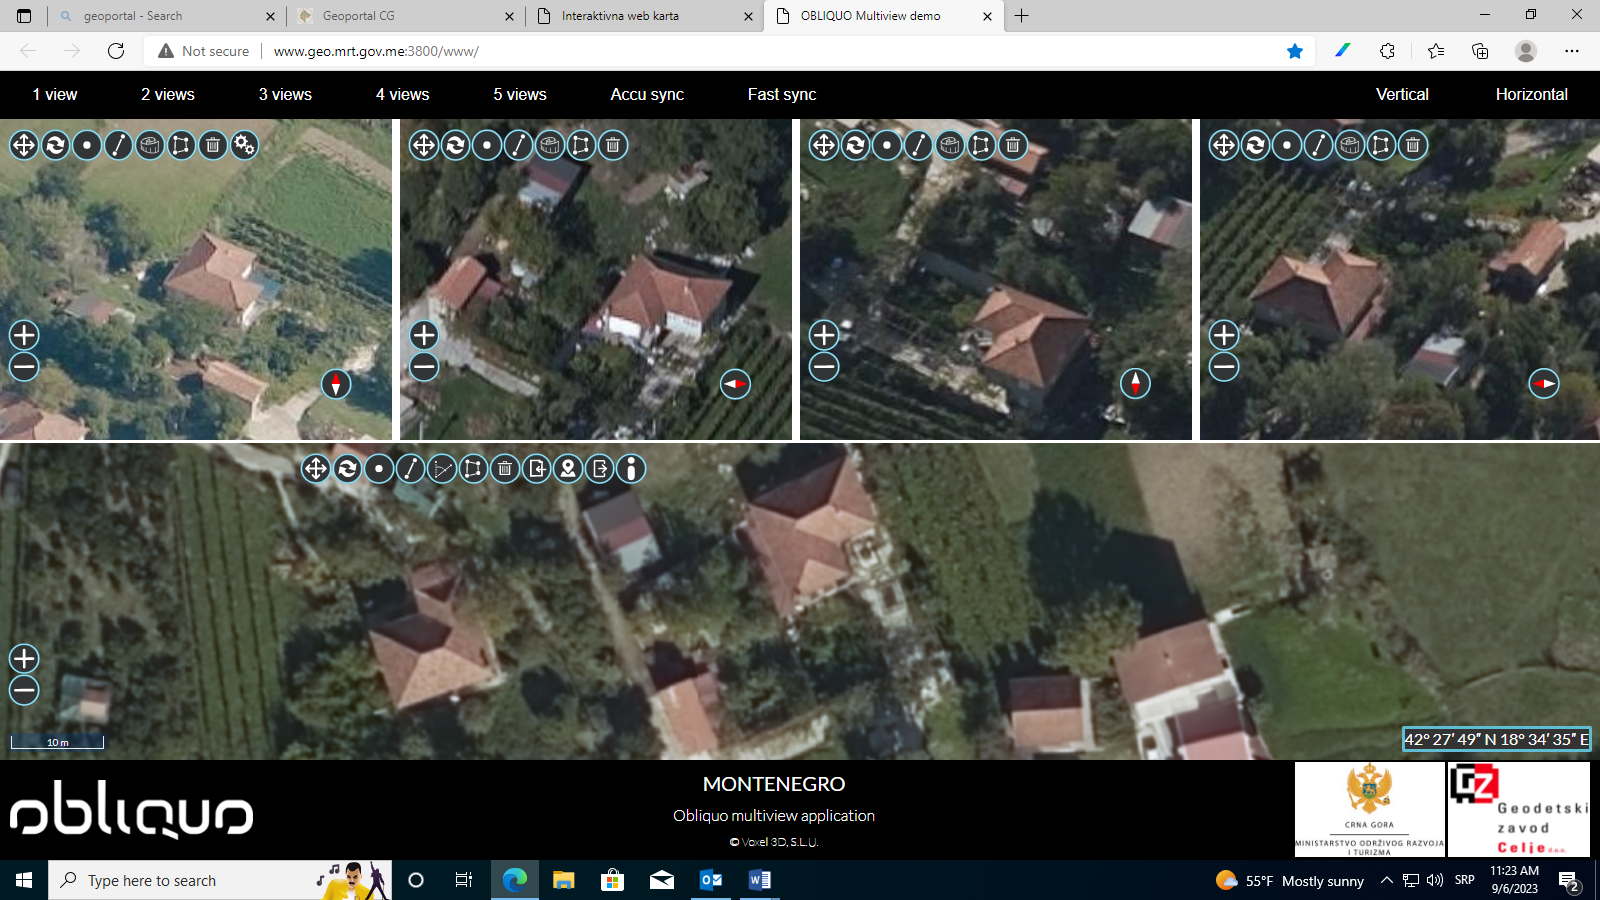 geoportal - Search
Geoportal CG
Interaktivna web karta
OBLIQUO Multiview demo
Not secure
www.geo.mrt.gov.me:3800/www/
1 view
2 views
3 views
4 views
5 views
Accu sync
Fast sync
Vertical
Horizontal
10 m
42° 27′ 49″ N 18° 34′ 35″ E
obliquo
MONTENEGRO
Obliquo multiview application
© Voxel 3D, S.L.U.
CRNA GORA
MINISTARSTVO ODRŽIVOG RAZVOJA
I TURIZMA
GZ
Geodetski
zavod
Celje d.o.o.
Type here to search
55°F Mostly sunny
SRP
11:23 AM
9/6/2023
2